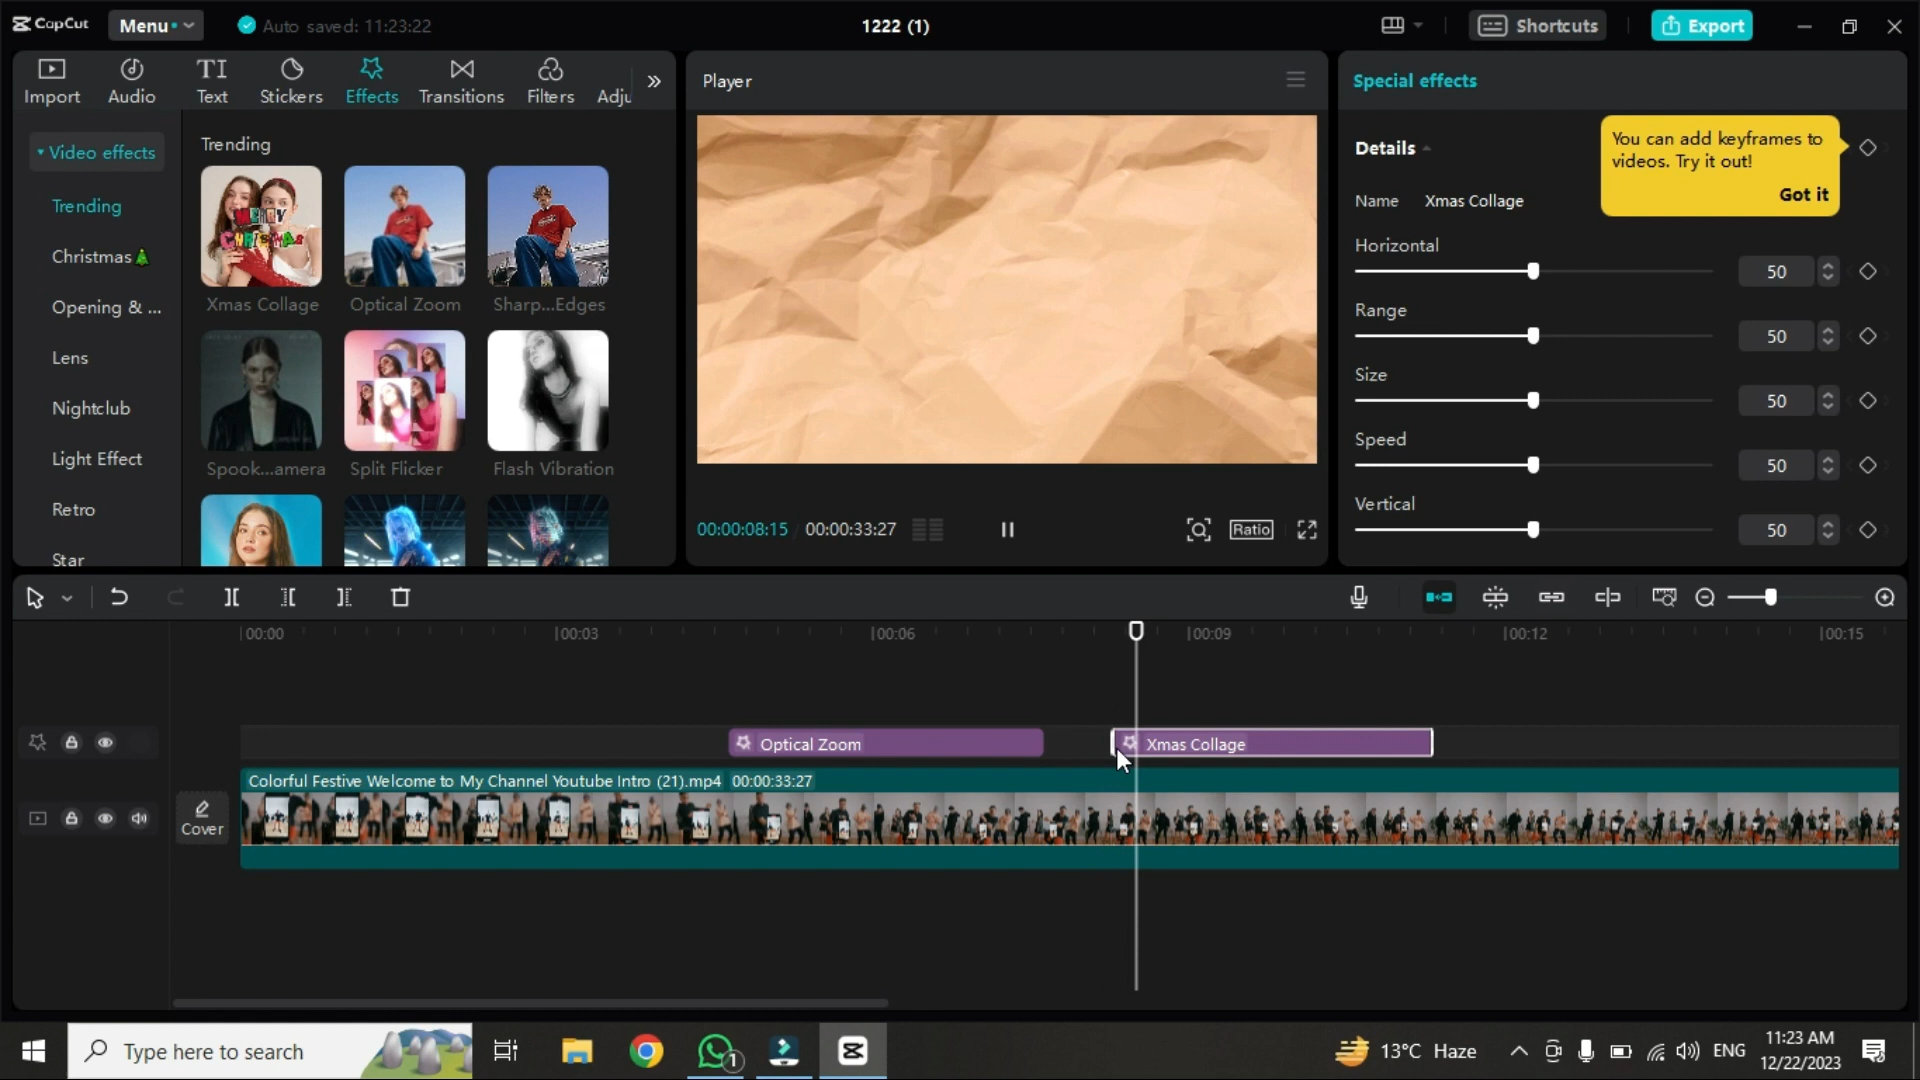 CapCut
Menu
Auto saved: 11:23:22
1222 (1)
Shortcuts
Export
Import
Audio
TI
Text
Stickers
Effects
Transitions
Filters
Adju
Video effects
Trending
Christmas
Opening & ...
Lens
Nightclub
Light Effect
Retro
Star
Trending
MERRY
CHRISTMAS
Xmas Collage
Optical Zoom
Sharp...Edges
Spook...amera
Split Flicker
Flash Vibration
Player
00:00:08:15
00:00:33:27
Ratio
Special effects
Details
You can add keyframes to
videos. Try it out!
Got it
Name Xmas Collage
Horizontal
50
Range
50
Size
50
Speed
50
Vertical
50
00:00
00:03
00:06
00:09
00:12
00:15
Optical Zoom
Xmas Collage
Colorful Festive Welcome to My Channel Youtube Intro (21).mp4 00:00:33:27
Cover
Type here to search
1
13°C Haze
ENG
11:23 AM
12/22/2023